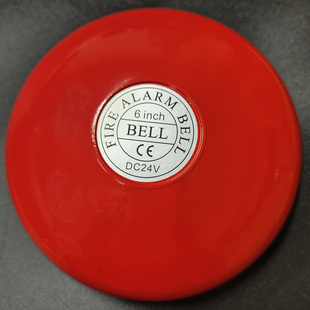 FIRE ALARM BELL
6 inch
BELL
CE
DC24V